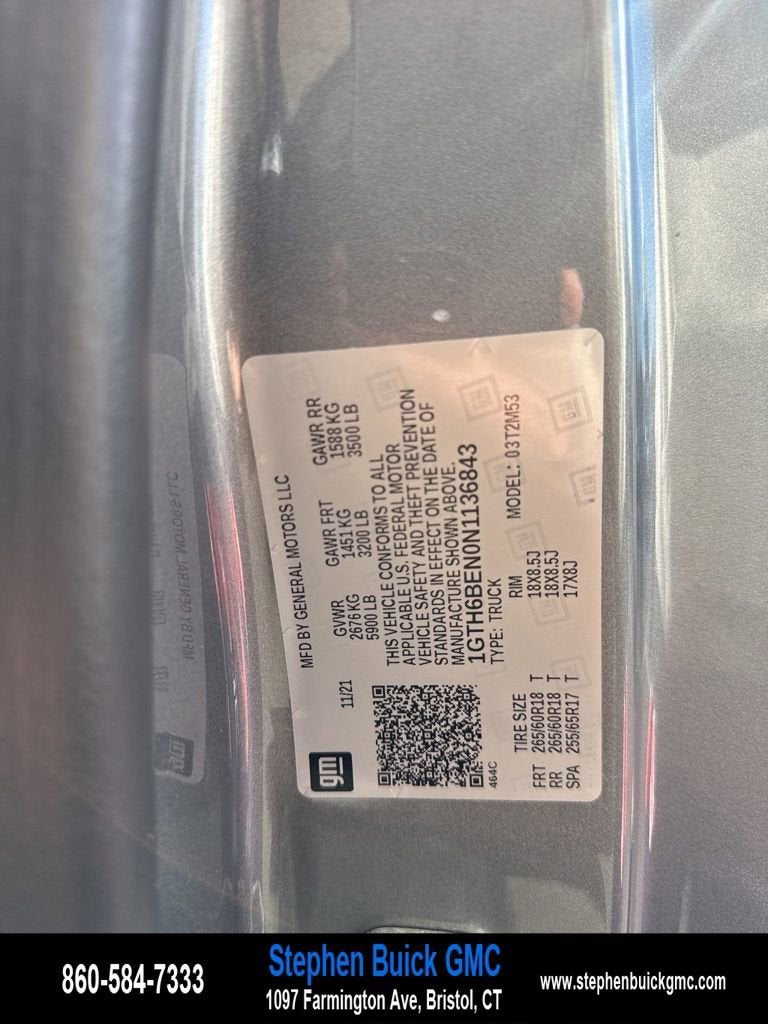 gm
MFD BY GENERAL MOTORS LLC
11/21
GVWR GAWR FRT GAWR RR
2676 KG 1451 KG 1588 KG
5900 LB 3200 LB 3500 LB
THIS VEHICLE CONFORMS TO ALL
APPLICABLE U.S. FEDERAL MOTOR
VEHICLE SAFETY AND THEFT PREVENTION
STANDARDS IN EFFECT ON THE DATE OF
MANUFACTURE SHOWN ABOVE.
1GTH6BEN0N1136843
464C
TYPE: TRUCK MODEL: 03T2M53
TIRE SIZE RIM
FRT 265/60R18 T 18X8.5J
RR 265/60R18 T 18X8.5J
SPA 255/65R17 T 17X8J
860-584-7333
Stephen Buick GMC
1097 Farmington Ave, Bristol, CT
www.stephenbuickgmc.com